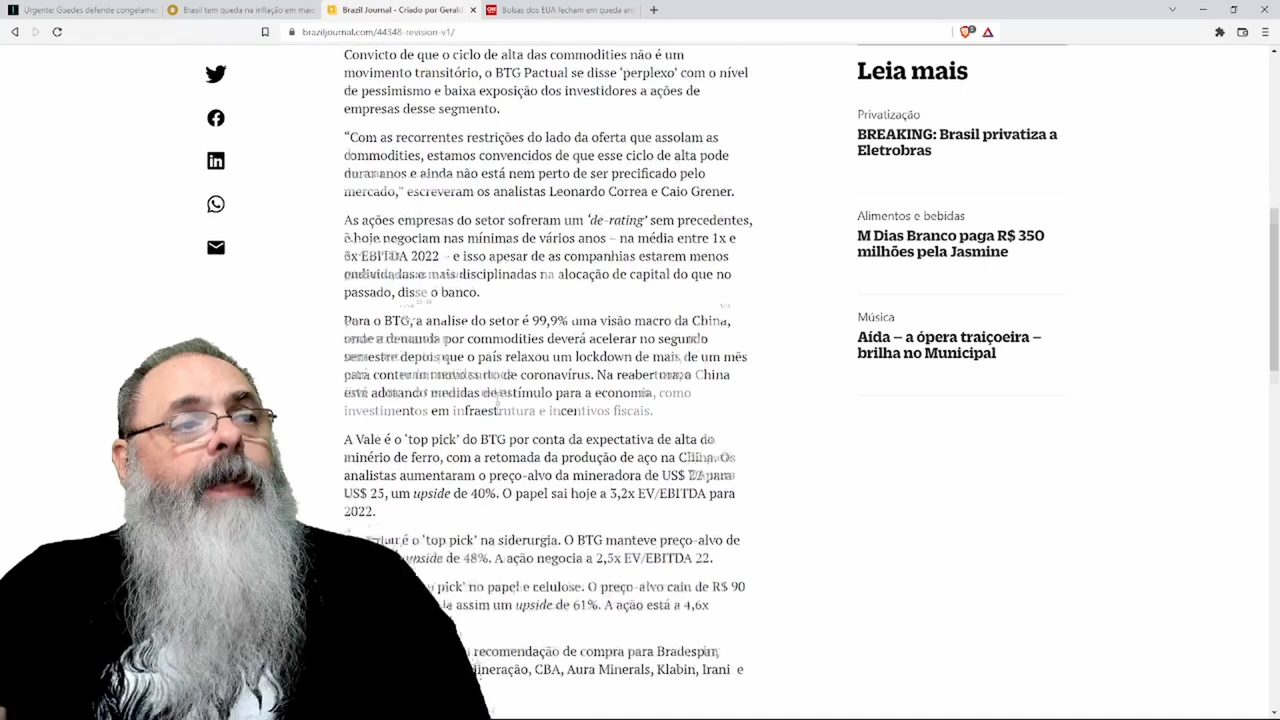 Urgente: Guedes defende congelamen
Brasil tem queda na inflação em maio
Brazil Journal - Criado por Gerald
Bolsas dos EUA fecham em queda an
braziljournal.com/44348-revision-v1/
Convicto de que o ciclo de alta das commodities não é um
movimento transitório, o BTG Pactual se disse ‘perplexo’ com o nível
de pessimismo e baixa exposição dos investidores a ações de
empresas desse segmento.
“Com as recorrentes restrições do lado da oferta que assolam as
commodities, estamos convencidos de que esse ciclo de alta pode
durar anos e ainda não está nem perto de ser precificado pelo
mercado,” escreveram os analistas Leonardo Correa e Caio Grener.
As ações empresas do setor sofreram um ‘de-rating’ sem precedentes,
e hoje negociam nas mínimas de vários anos – na média entre 1x e
EBITDA 2022 – e isso apesar de as companhias estarem menos
endividadas e mais disciplinadas na alocação de capital do que no
passado, disse o banco.
Para o BTG, a analise do setor é 99,9% uma visão macro da China,
onde a demanda por commodities deverá acelerar no segundo
semestre depois que o país relaxou um lockdown de mais de um mês
para conter de coronavírus. Na reabertura, a China
está adotando medidas de estímulo para a economia, como
investimentos em infraestrutura e incentivos fiscais.
A Vale é o ‘top pick’ do BTG por conta da expectativa de alta do
minério de ferro, com a retomada da produção de aço na China. Os
analistas aumentaram o preço-alvo da mineradora de US$ 22 para
US$ 25, um upside de 40%. O papel sai hoje a 3,2x EV/EBITDA para
2022.
é o ‘top pick’ na siderurgia. O BTG manteve preço-alvo de
upside de 48%. A ação negocia a 2,5x EV/EBITDA 22.
pick’ no papel e celulose. O preço-alvo caiu de R$ 90
assim um upside de 61%. A ação está a 4,6x
recomendação de compra para Bradespar,
CBA, Aura Minerals, Klabin, Irani e
Leia mais
Privatização
BREAKING: Brasil privatiza a
Eletrobras
Alimentos e bebidas
M Dias Branco paga R$ 350
milhões pela Jasmine
Música
Aída – a ópera traiçoeira –
brilha no Municipal